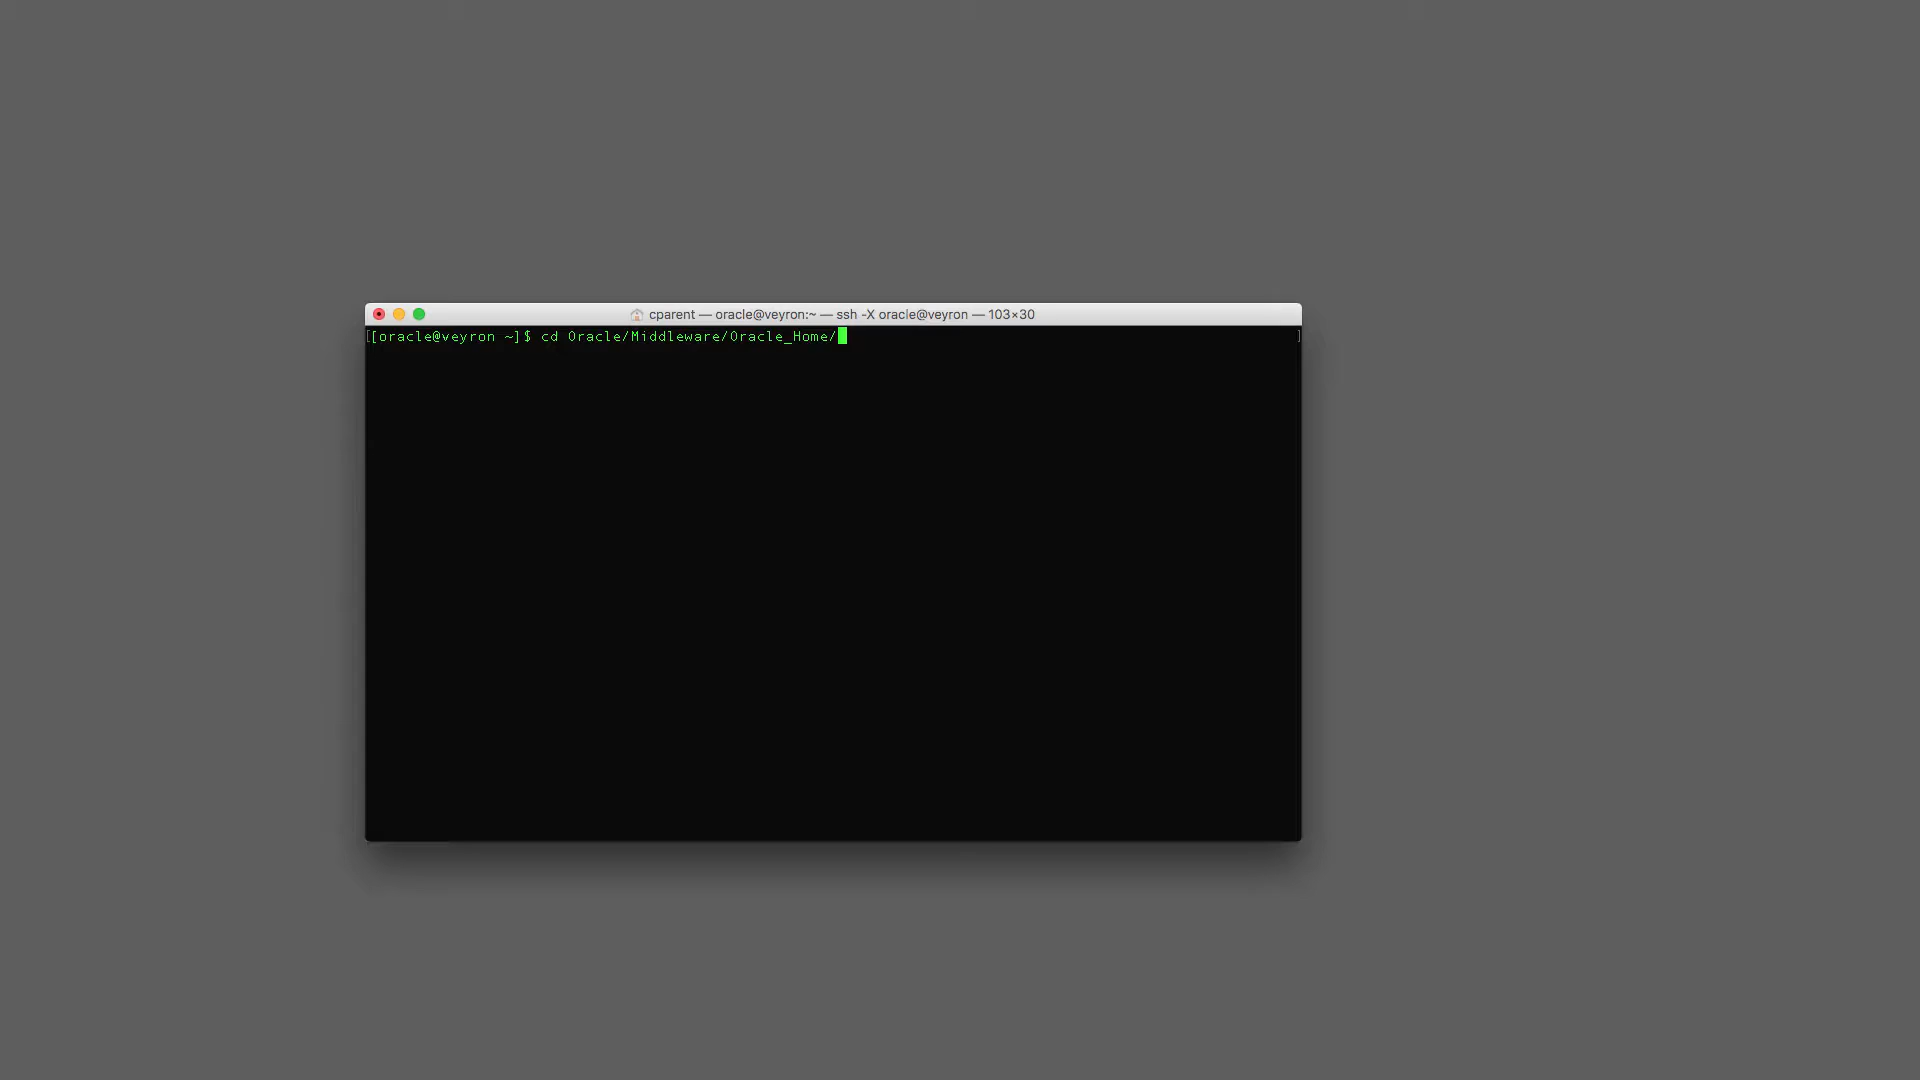 cparent — oracle@veyron:~ — ssh -X oracle@veyron — 103×30
[[oracle@veyron ~]$ cd Oracle/Middleware/Oracle_Home/ ]